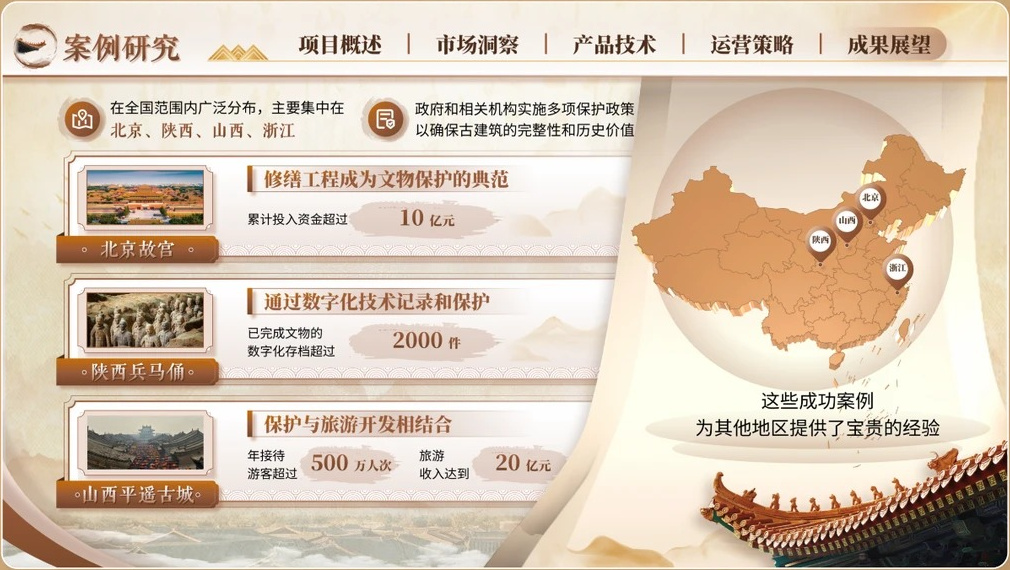 案例研究
项目概述
市场洞察
产品技术
运营策略
成果展望
在全国范围内广泛分布，主要集中在
北京、陕西、山西、浙江
政府和相关机构实施多项保护政策
以确保古建筑的完整性和历史价值
修缮工程成为文物保护的典范
累计投入资金超过
10 亿元
北京故宫
通过数字化技术记录和保护
已完成文物的
数字化存档超过
2000 件
陕西兵马俑
保护与旅游开发相结合
年接待
游客超过
500 万人次
旅游
收入达到
20 亿元
山西平遥古城
北京
山西
陕西
浙江
这些成功案例
为其他地区提供了宝贵的经验